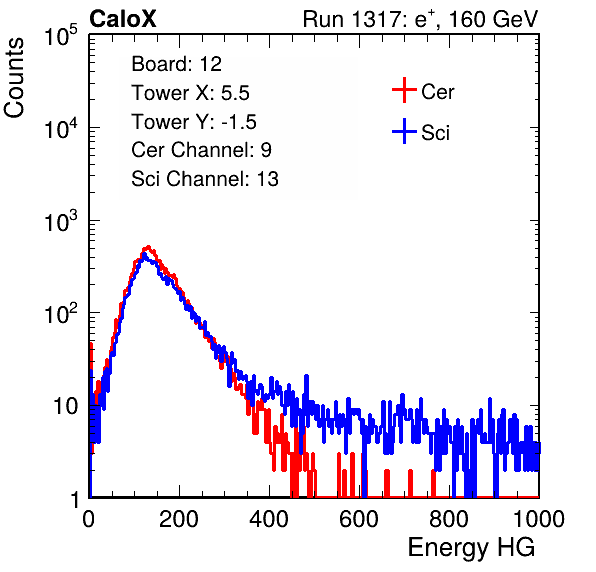 CaloX
Run 1317: e⁺, 160 GeV
Counts
Board: 12
Tower X: 5.5
Tower Y: -1.5
Cer Channel: 9
Sci Channel: 13
Cer
Sci
10⁵
10⁴
10³
10²
10
1
0 200 400 600 800 1000
Energy HG